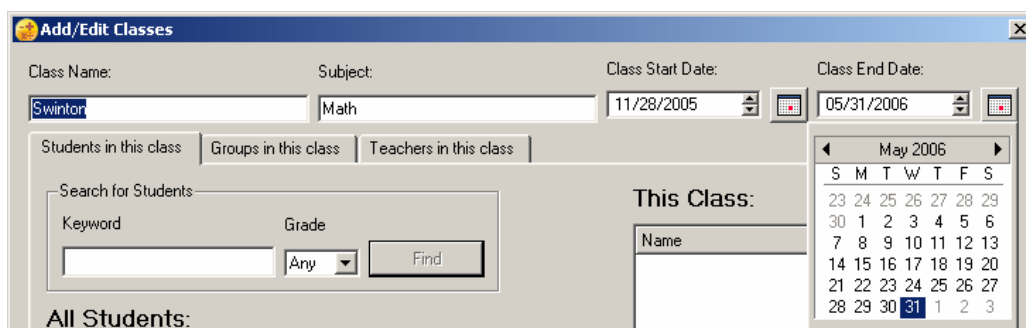 Add/Edit Classes
Class Name: Subject: Class Start Date: Class End Date:
Swinton Math 11/28/2005 05/31/2006
Students in this class Groups in this class Teachers in this class
May 2006
S M T W T F S
23 24 25 26 27 28 29
30 1 2 3 4 5 6
7 8 9 10 11 12 13
14 15 16 17 18 19 20
21 22 23 24 25 26 27
28 29 30 31 1 2 3
Search for Students
Keyword Grade
Any Find
This Class:
Name
All Students: